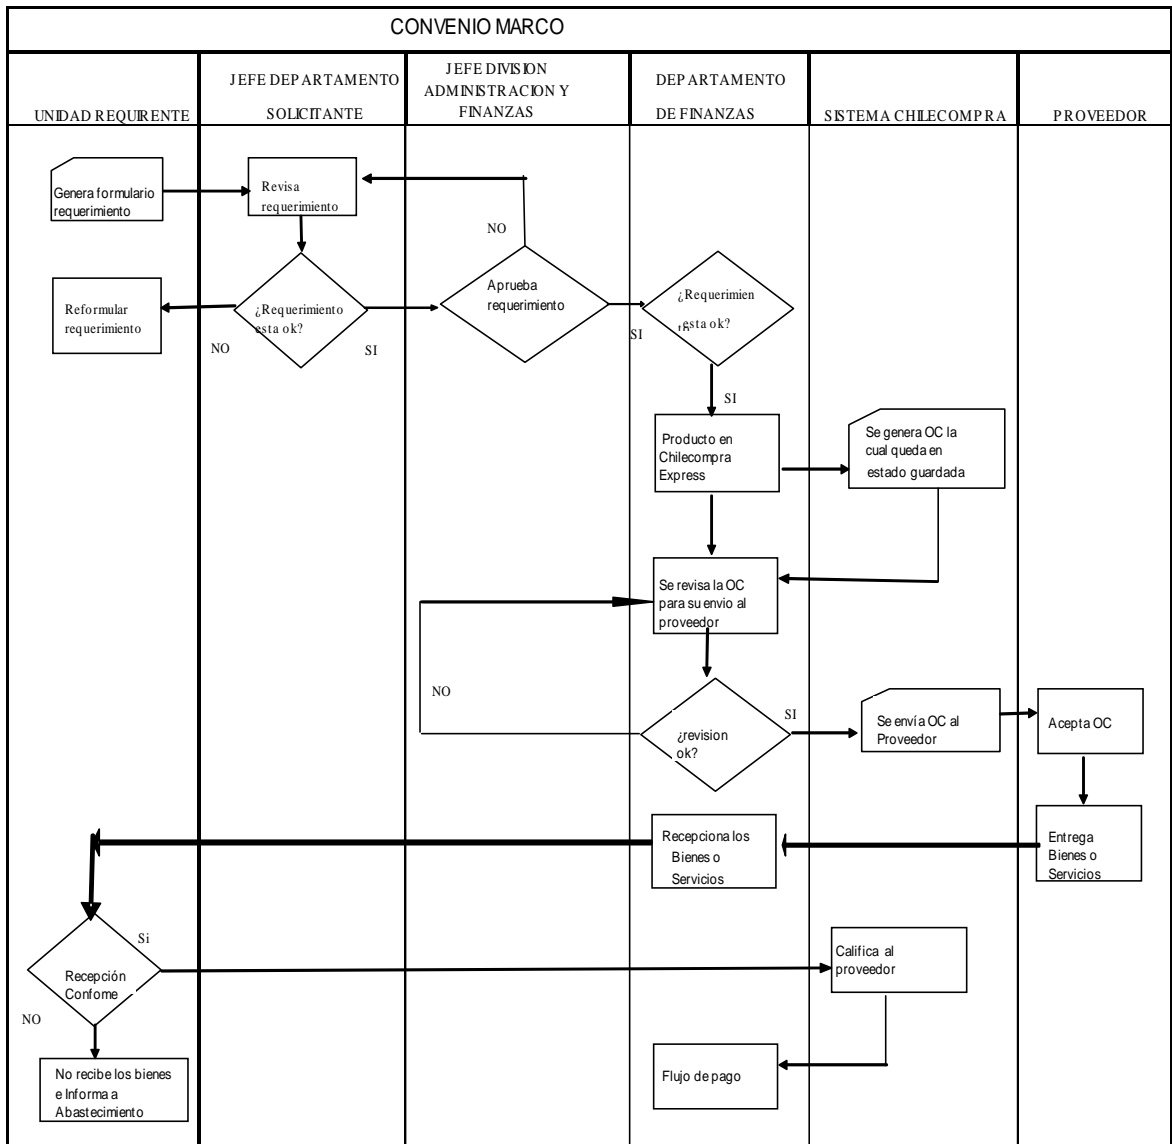 CONVENIO MARCO
UNIDAD REQUIRENTE
JEFE DEPARTAMENTO
SOLICITANTE
JEFE DIVISION
ADMINISTRACION Y
FINANZAS
DEPARTAMENTO
DE FINANZAS
SISTEMA CHILECOMPRA
PROVEEDOR
Genera formulario
requerimiento
Revisa
requerimiento
NO
Reformular
requerimiento
¿Requerimiento
esta ok?
NO
SI
Aprueba
requerimiento
SI
¿Requerimien
to
esta ok?
SI
Producto en
Chilecompra
Express
Se genera OC la
cual queda en
estado guardada
Se revisa la OC
para su envio al
proveedor
NO
¿revision
ok?
SI
Se envía OC al
Proveedor
Acepta OC
Recepciona los
Bienes o
Servicios
Entrega
Bienes o
Servicios
Si
Recepción
Confome
NO
Califica al
proveedor
No recibe los bienes
e Informa a
Abastecimiento
Flujo de pago